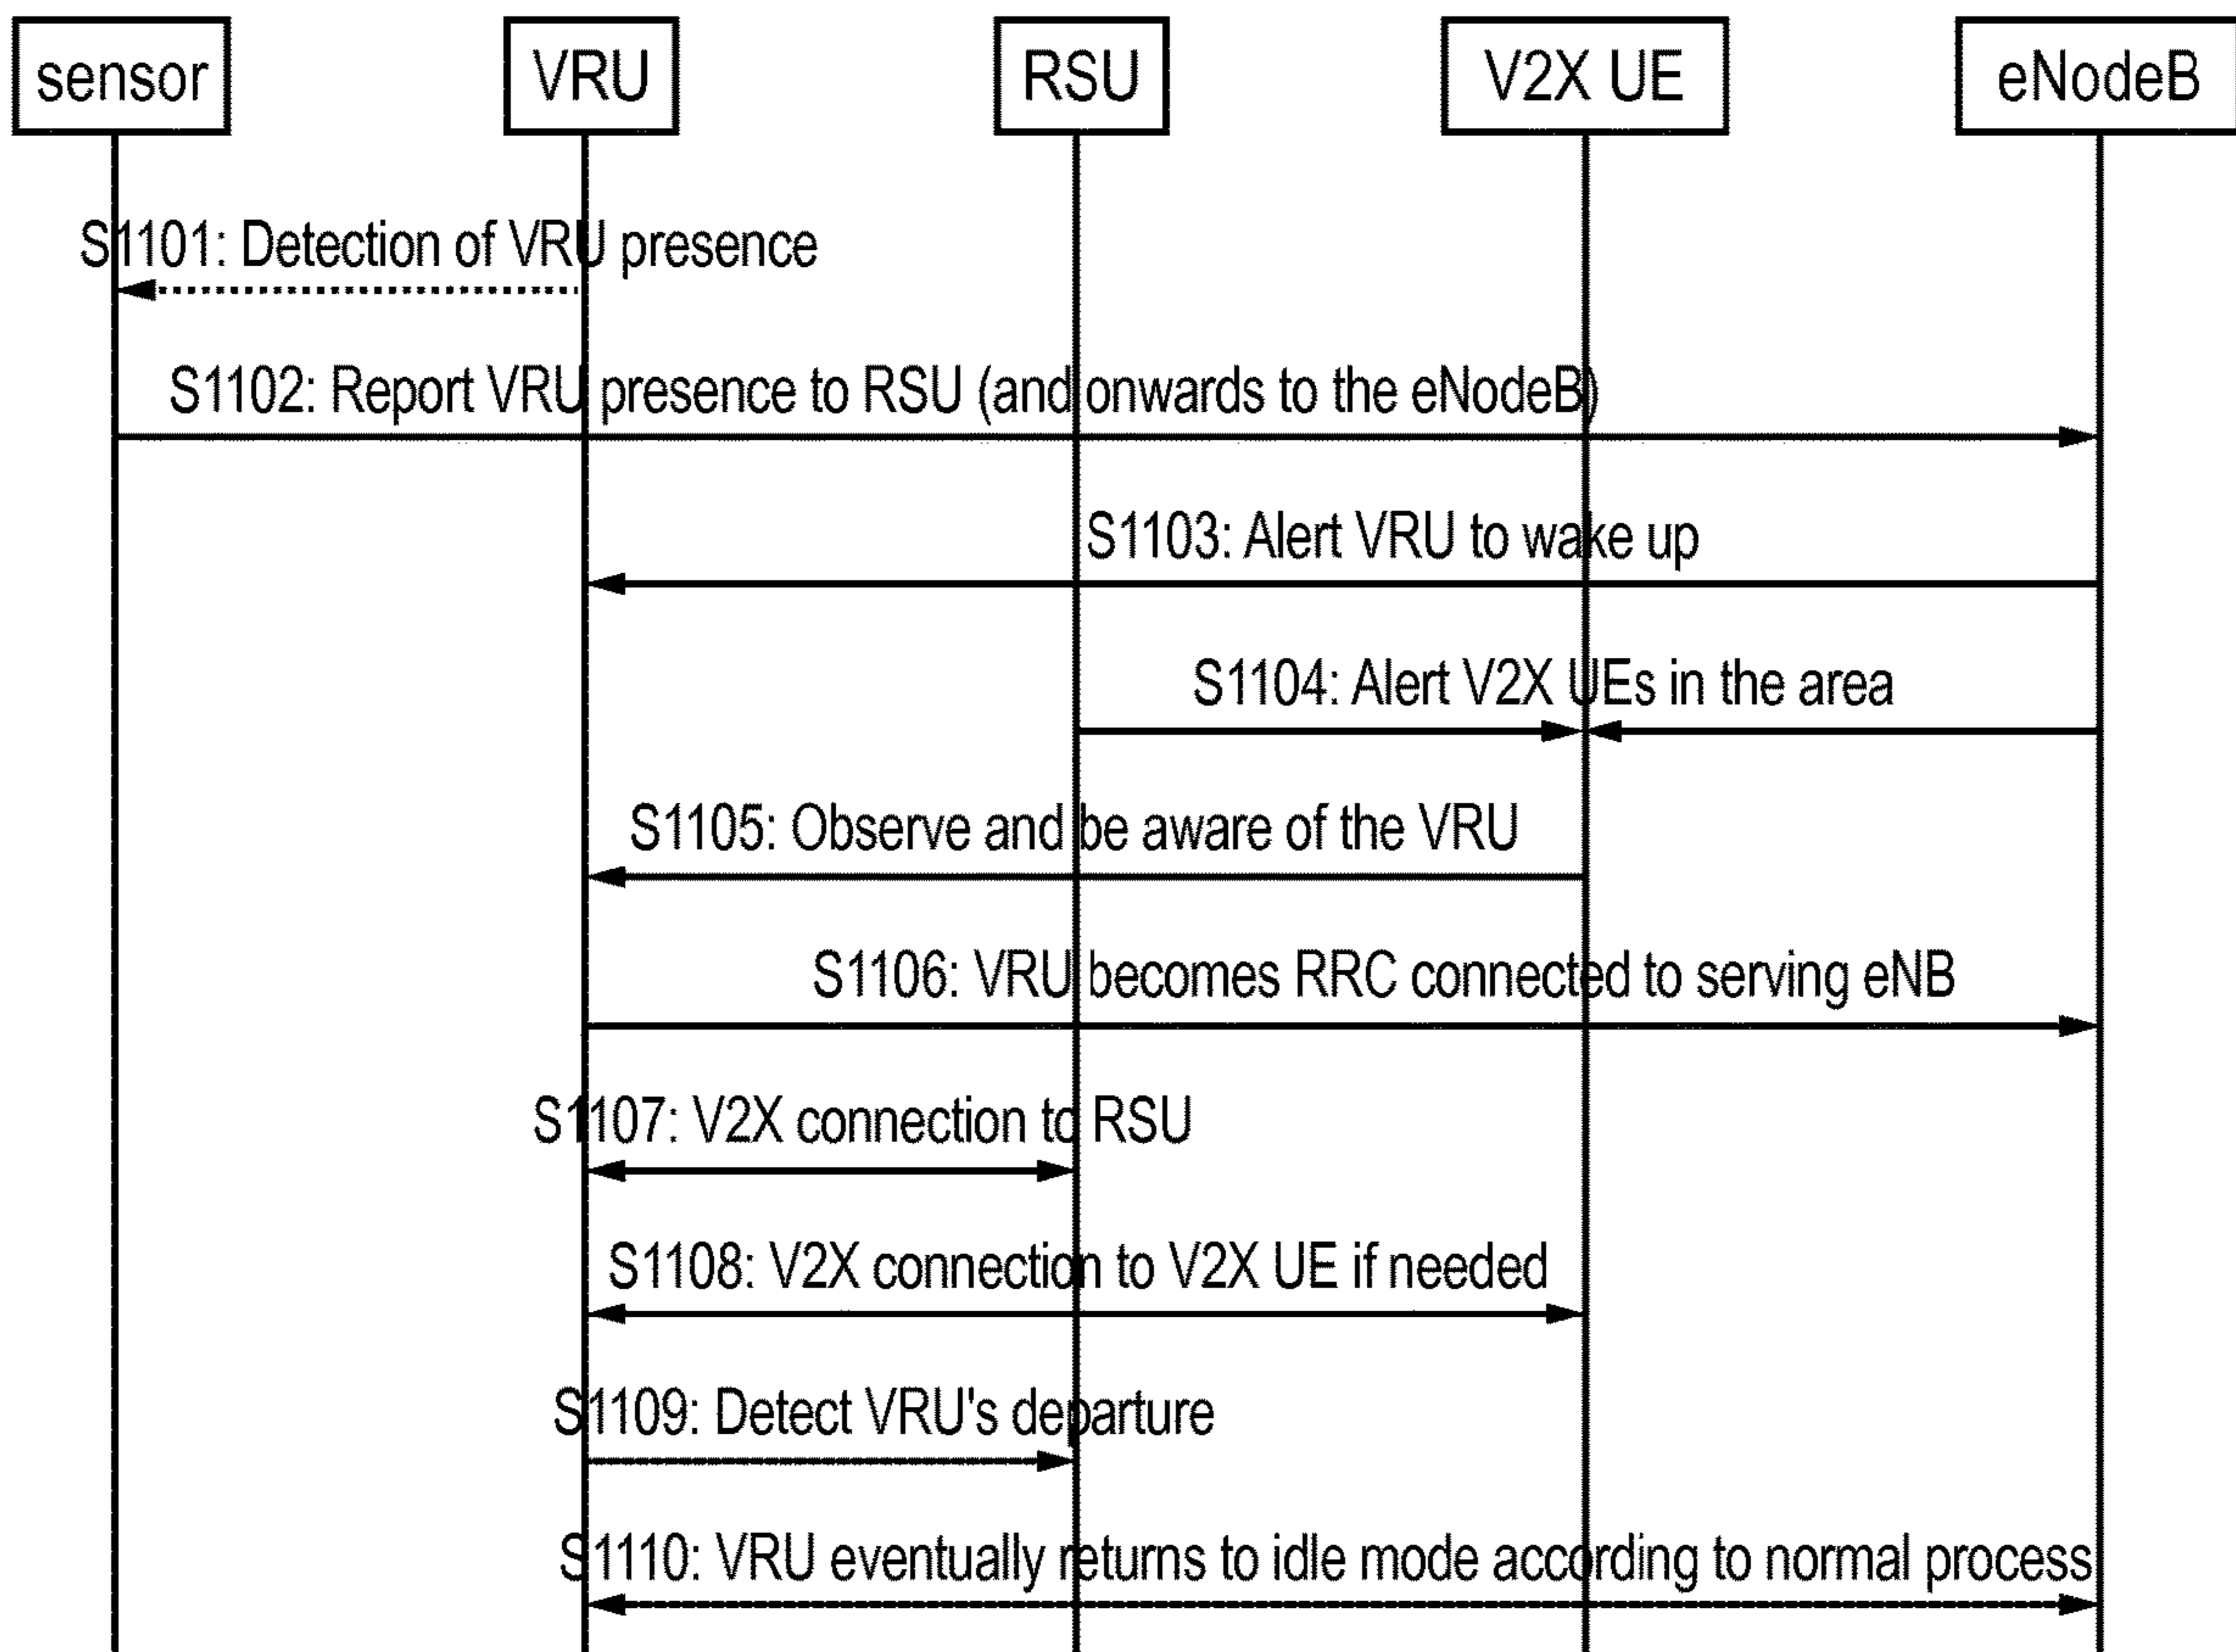 sensor
VRU
RSU
V2X UE
eNodeB
S1101: Detection of VRU presence
S1102: Report VRU presence to RSU (and onwards to the eNodeB)
S1103: Alert VRU to wake up
S1104: Alert V2X UEs in the area
S1105: Observe and be aware of the VRU
S1106: VRU becomes RRC connected to serving eNB
S1107: V2X connection to RSU
S1108: V2X connection to V2X UE if needed
S1109: Detect VRU's departure
S1110: VRU eventually returns to idle mode according to normal process